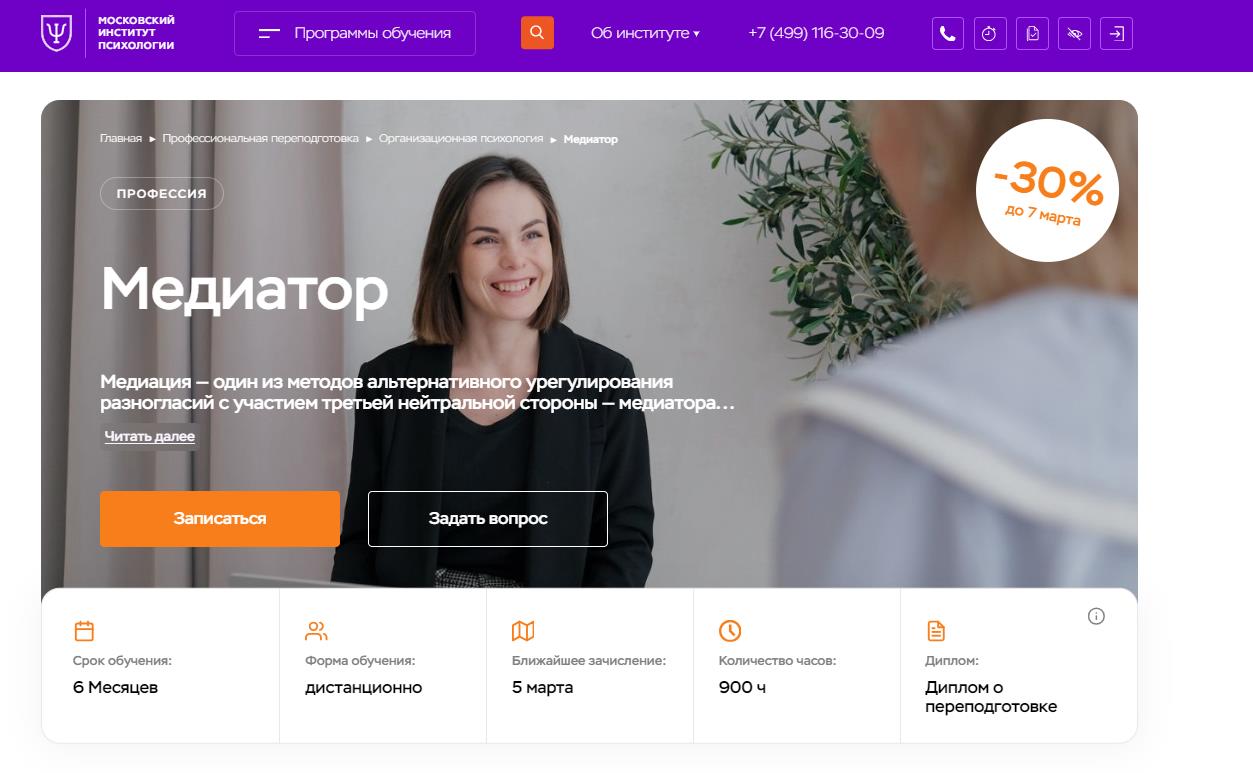 МОСКОВСКИЙ
ИНСТИТУТ
ПСИХОЛОГИИ
Программы обучения
Об институте ▾
+7 (499) 116-30-09
Главная ▸ Профессиональная переподготовка ▸ Организационная психология ▸ Медиатор
ПРОФЕССИЯ
-30%
до 7 марта
Медиатор
Медиация — один из методов альтернативного урегулирования
разногласий с участием третьей нейтральной стороны — медиатора...
Читать далее
Записаться
Задать вопрос
Срок обучения:
6 Месяцев
Форма обучения:
дистанционно
Ближайшее зачисление:
5 марта
Количество часов:
900 ч
Диплом:
Диплом о
переподготовке